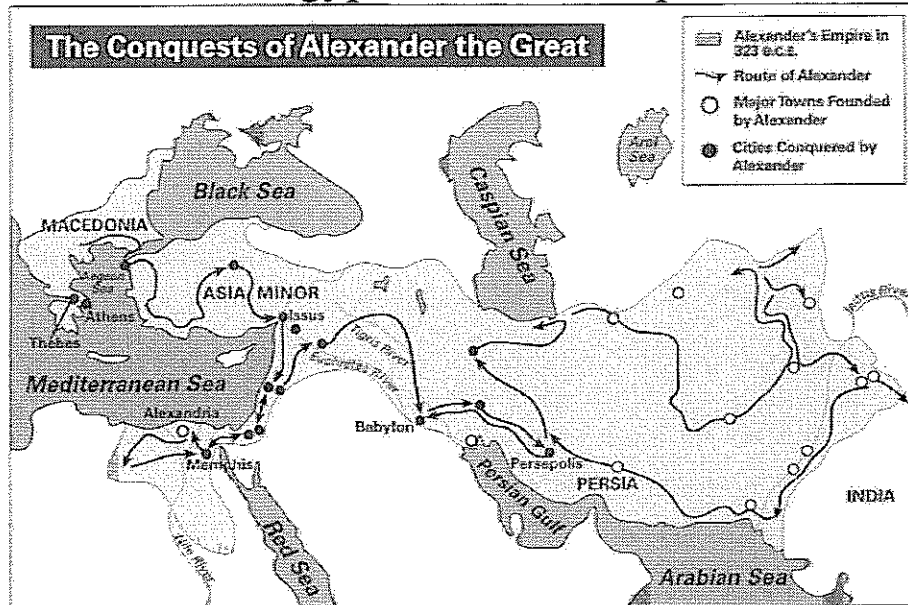 The Conquests of Alexander the Great
Alexander's Empire in
323 B.C.E.
Route of Alexander
Major Towns Founded
by Alexander
Cities Conquered by
Alexander
Black Sea
Caspian Sea
Aral
Sea
MACEDONIA
Aegean
Sea
ASIA MINOR
Issus
Athens
Thebes
Tigris River
Euphrates River
Indus River
Mediterranean Sea
Alexandria
Babylon
Memphis
Persepolis
PERSIA
Persian Gulf
INDIA
Nile River
Red Sea
Arabian Sea